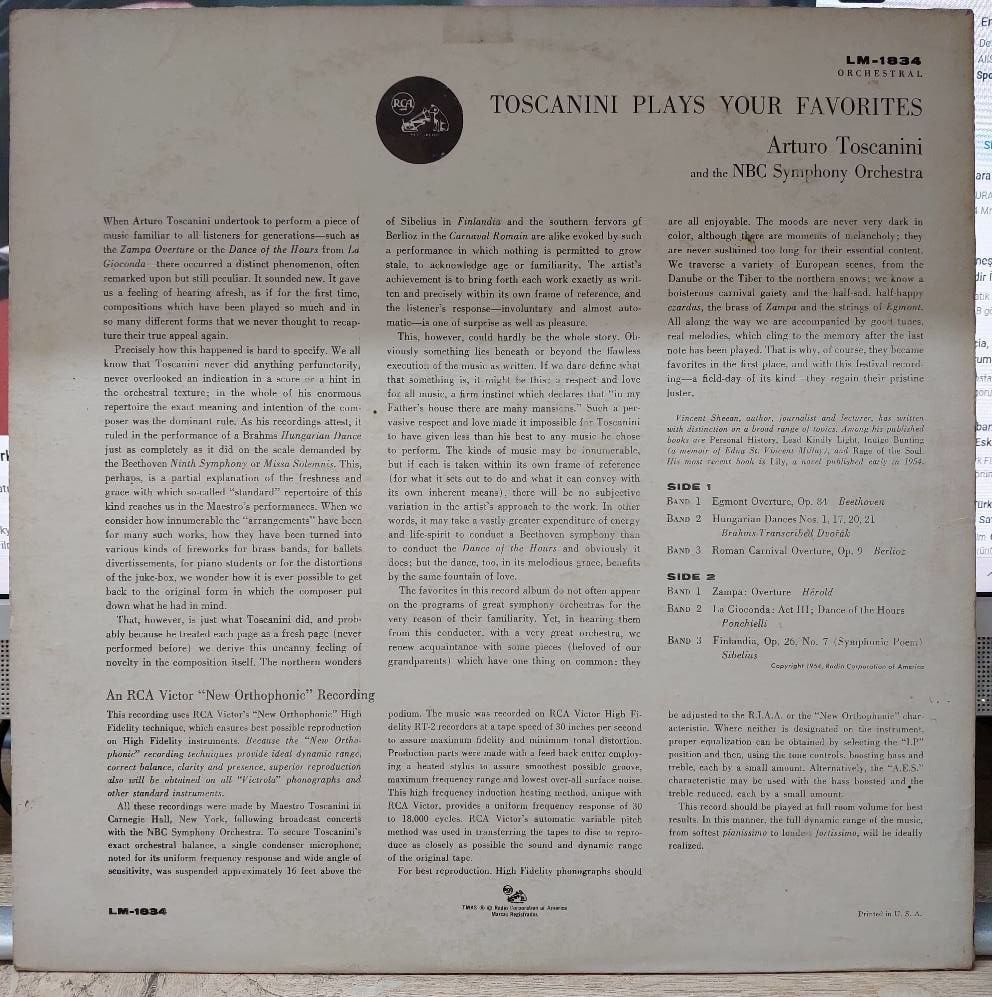 LM-1834
ORCHESTRAL
RCA
TOSCANINI PLAYS YOUR FAVORITES
Arturo Toscanini
and the NBC Symphony Orchestra
When Arturo Toscanini undertook to perform a piece of
music familiar to all listeners for generations—such as
the Zampa Overture or the Dance of the Hours from La
Gioconda—there occurred a distinct phenomenon, often
remarked upon but still peculiar. It sounded new. It gave
us a feeling of hearing afresh, as if for the first time,
compositions which have been played so much and in
so many different forms that we never thought to recap-
ture their true appeal again.
Precisely how this happened is hard to specify. We all
know that Toscanini never did anything perfunctorily,
never overlooked an indication in a score or a hint in
the orchestral texture; in the whole of his enormous
repertoire the exact meaning and intention of the com-
poser was the dominant rule. As his recordings attest, it
ruled in the performance of a Brahms Hungarian Dance
just as completely as it did on the scale demanded by
the Beethoven Ninth Symphony or Missa Solemnis. This,
perhaps, is a partial explanation of the freshness and
grace with which so-called "standard" repertoire of this
kind reaches us in the Maestro's performances. When we
consider how innumerable the "arrangements" have been
for many such works, how they have been turned into
various kinds of fireworks for brass bands, for ballets
divertissements, for piano students or for the distortions
of the juke-box, we wonder how it is ever possible to get
back to the original form in which the composer put
down what he had in mind.
That, however, is just what Toscanini did, and prob-
ably because he treated each page as a fresh page (never
performed before) we derive this uncanny feeling of
novelty in the composition itself. The northern wonders
of Sibelius in Finlandia and the southern fervors of
Berlioz in the Carnaval Romain are alike evoked by such
a performance in which nothing is permitted to grow
stale, to acknowledge age or familiarity. The artist's
achievement is to bring forth each work exactly as writ-
ten and precisely within its own frame of reference, and
the listener's response—involuntary and almost auto-
matic—is one of surprise as well as pleasure.
This, however, could hardly be the whole story. Ob-
viously something lies beneath or beyond the flawless
execution of the music as written. If we dare define what
that something is, it might be this: a respect and love
for all music, a firm instinct which declares that "in my
Father's house there are many mansions." Such a per-
vasive respect and love made it impossible for Toscanini
to have given less than his best to any music he chose
to perform. The kinds of music may be innumerable,
but if each is taken within its own frame of reference
(for what it sets out to do and what it can convey with
its own inherent means), there will be no subjective
variation in the artist's approach to the work. In other
words, it may take a vastly greater expenditure of energy
and life-spirit to conduct a Beethoven symphony than
to conduct the Dance of the Hours and obviously it
does; but the dance, too, in its melodious grace, benefits
by the same fountain of love.
The favorites in this record album do not often appear
on the programs of great symphony orchestras for the
very reason of their familiarity. Yet, in hearing them
from this conductor, with a very great orchestra, we
renew acquaintance with some pieces (beloved of our
grandparents) which have one thing on common: they
are all enjoyable. The moods are never very dark in
color, although there are moments of melancholy; they
are never sustained too long for their essential content.
We traverse a variety of European scenes, from the
Danube or the Tiber to the northern snows; we know a
boisterous carnival gaiety and the half-sad, half-happy
czardas, the brass of Zampa and the strings of Egmont.
All along the way we are accompanied by good tunes,
real melodies, which cling to the memory after the last
note has been played. That is why, of course, they became
favorites in the first place, and with this festival record-
ing—a field-day of its kind—they regain their pristine
luster.
Vincent Sheean, author, journalist and lecturer, has written
with distinction on a broad range of topics. Among his published
books are Personal History, Lead Kindly Light, Indigo Bunting
(a memoir of Edna St. Vincent Millay), and Rage of the Soul.
His most recent book is Lily, a novel published early in 1954.
SIDE 1
BAND 1 Egmont Overture, Op. 84 Beethoven
BAND 2 Hungarian Dances Nos. 1, 17, 20, 21
Brahms Transcribed Dvořák
BAND 3 Roman Carnival Overture, Op. 9 Berlioz
SIDE 2
BAND 1 Zampa: Overture Hérold
BAND 2 La Gioconda: Act III; Dance of the Hours
Ponchielli
BAND 3 Finlandia, Op. 26, No. 7 (Symphonic Poem)
Sibelius
Copyright 1954, Radio Corporation of America
An RCA Victor "New Orthophonic" Recording
This recording uses RCA Victor's "New Orthophonic" High
Fidelity technique, which ensures best possible reproduction
on High Fidelity instruments. Because the "New Ortho-
phonic" recording techniques provide ideal dynamic range,
correct balance, clarity and presence, superior reproduction
also will be obtained on all "Victrola" phonographs and
other standard instruments.
All these recordings were made by Maestro Toscanini in
Carnegie Hall, New York, following broadcast concerts
with the NBC Symphony Orchestra. To secure Toscanini's
exact orchestral balance, a single condenser microphone,
noted for its uniform frequency response and wide angle of
sensitivity, was suspended approximately 16 feet above the
podium. The music was recorded on RCA Victor High Fi-
delity RT-2 recorders at a tape speed of 30 inches per second
to assure maximum fidelity and minimum tonal distortion.
Production parts were made with a feed back cutter employ-
ing a heated stylus to assure smoothest possible groove,
maximum frequency range and lowest over-all surface noise.
This high frequency induction heating method, unique with
RCA Victor, provides a uniform frequency response of 30
to 18,000 cycles. RCA Victor's automatic variable pitch
method was used in transferring the tapes to disc to repro-
duce as closely as possible the sound and dynamic range
of the original tape.
For best reproduction, High Fidelity phonographs should
be adjusted to the R.I.A.A. or the "New Orthophonic" char-
acteristic. Where neither is designated on the instrument,
proper equalization can be obtained by selecting the "LP"
position and then, using the tone controls, boosting bass and
treble, each by a small amount. Alternatively, the "A.E.S."
characteristic may be used with the bass boosted and the
treble reduced, each by a small amount.
This record should be played at full room volume for best
results. In this manner, the full dynamic range of the music,
from softest pianissimo to loudest fortissimo, will be ideally
realized.
LM-1834
TMKS ® © Radio Corporation of America
Marcas Registradas
Printed in U. S. A.